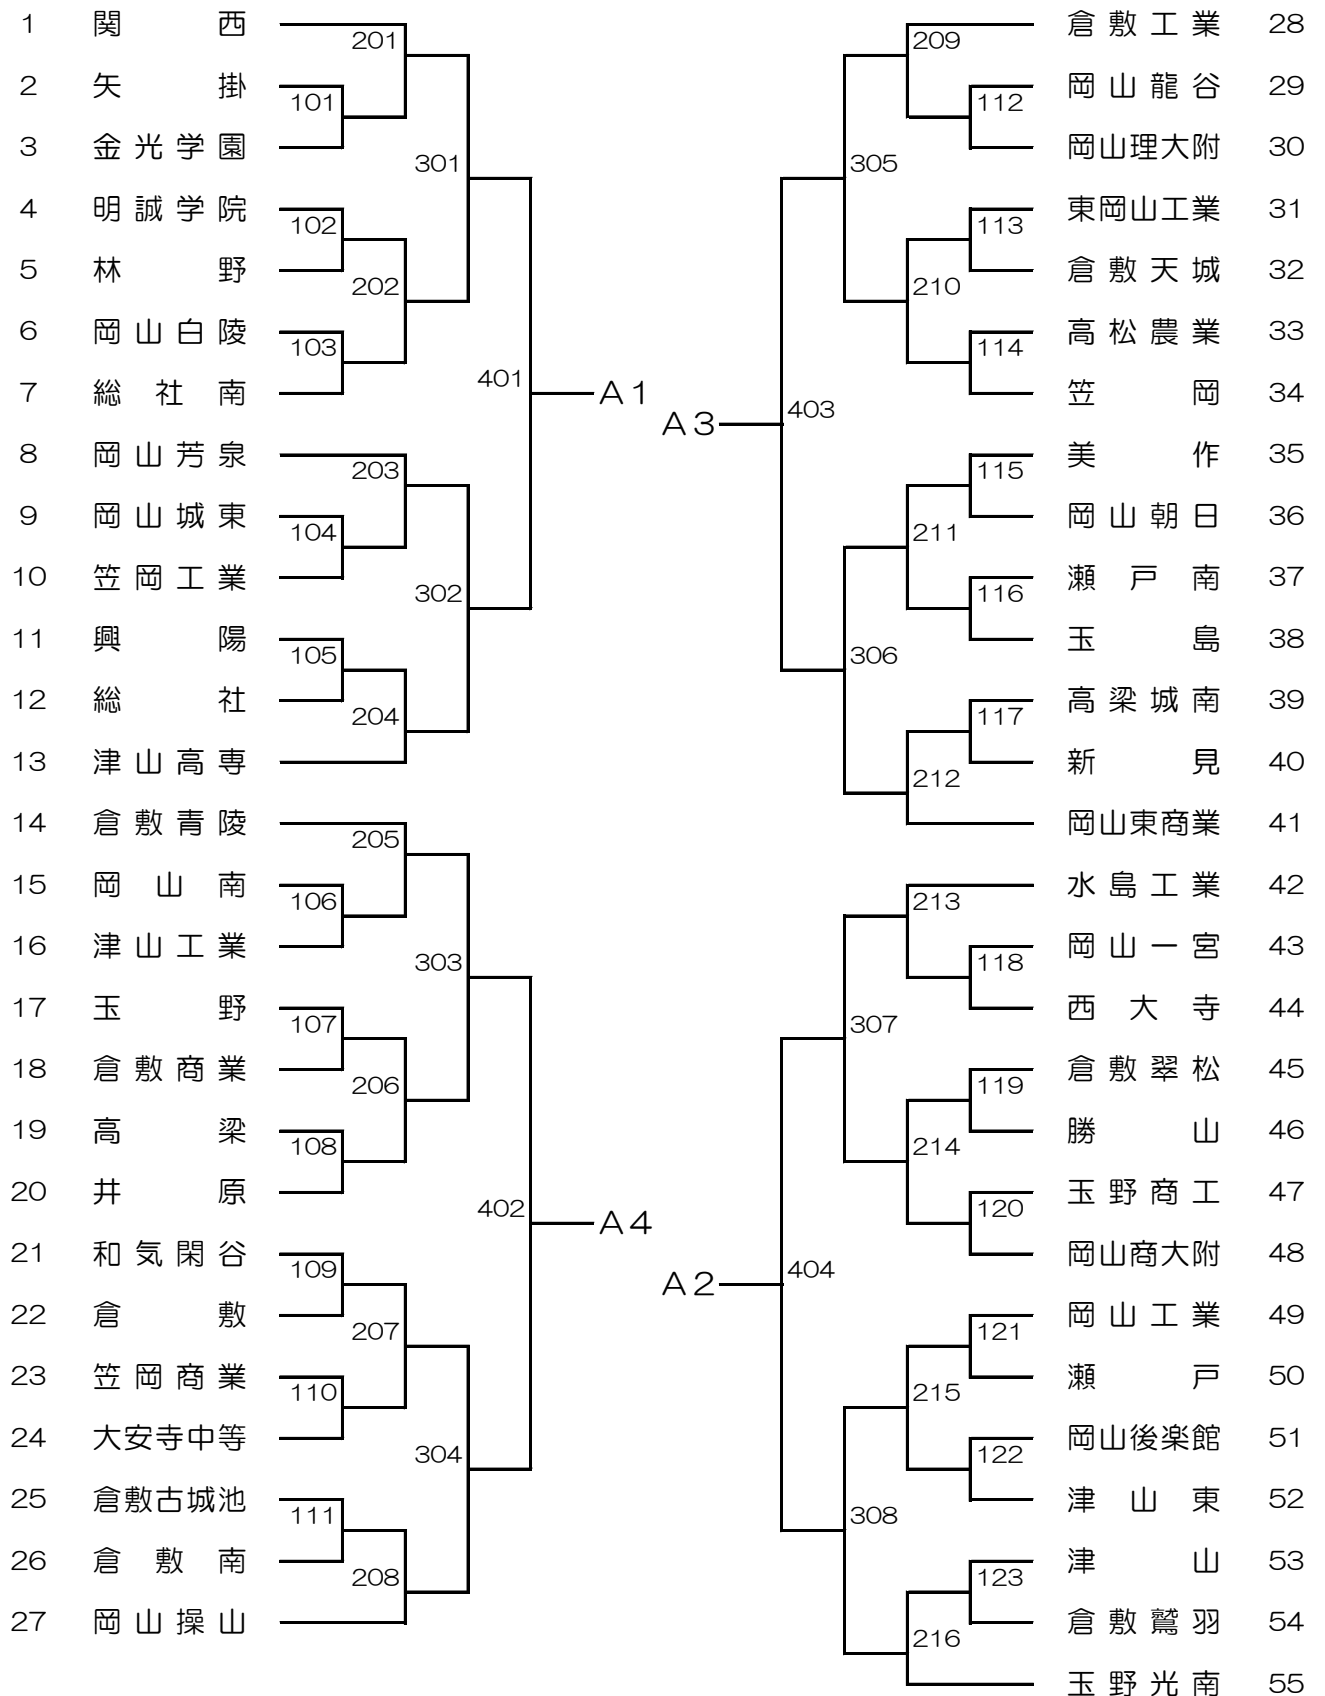 1 関西
2 矢掛
3 金光学園
4 明誠学院
5 林野
6 岡山白陵
7 総社南
8 岡山芳泉
9 岡山城東
10 笠岡工業
11 興陽
12 総社
13 津山高専
14 倉敷青陵
15 岡山南
16 津山工業
17 玉野
18 倉敷商業
19 高梁
20 井原
21 和気閑谷
22 倉敷
23 笠岡商業
24 大安寺中等
25 倉敷古城池
26 倉敷南
27 岡山操山
101
102
103
104
105
106
107
108
109
110
111
201
202
203
204
205
206
207
208
301
302
303
304
401
402
A1
A4
A3
A2
403
404
305
306
307
308
209
210
211
212
213
214
215
216
112
113
114
115
116
117
118
119
120
121
122
123
倉敷工業 28
岡山龍谷 29
岡山理大附 30
東岡山工業 31
倉敷天城 32
高松農業 33
笠岡 34
美作 35
岡山朝日 36
瀬戸南 37
玉島 38
高梁城南 39
新見 40
岡山東商業 41
水島工業 42
岡山一宮 43
西大寺 44
倉敷翠松 45
勝山 46
玉野商工 47
岡山商大附 48
岡山工業 49
瀬戸 50
岡山後楽館 51
津山東 52
津山 53
倉敷鷲羽 54
玉野光南 55